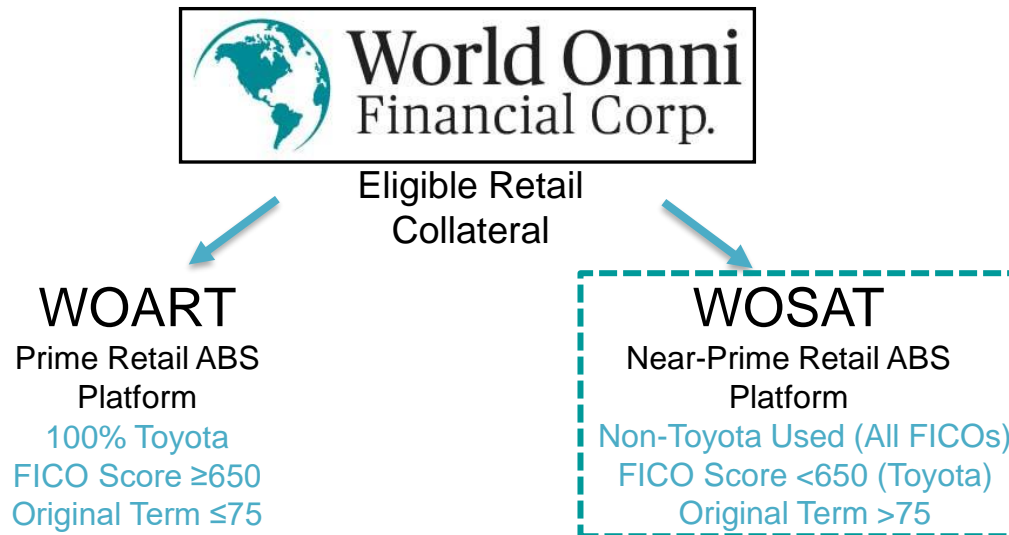 World Omni
Financial Corp.
Eligible Retail
Collateral
WOART
Prime Retail ABS
Platform
100% Toyota
FICO Score ≥650
Original Term ≤75
WOSAT
Near-Prime Retail ABS
Platform
Non-Toyota Used (All FICOs)
FICO Score <650 (Toyota)
Original Term >75